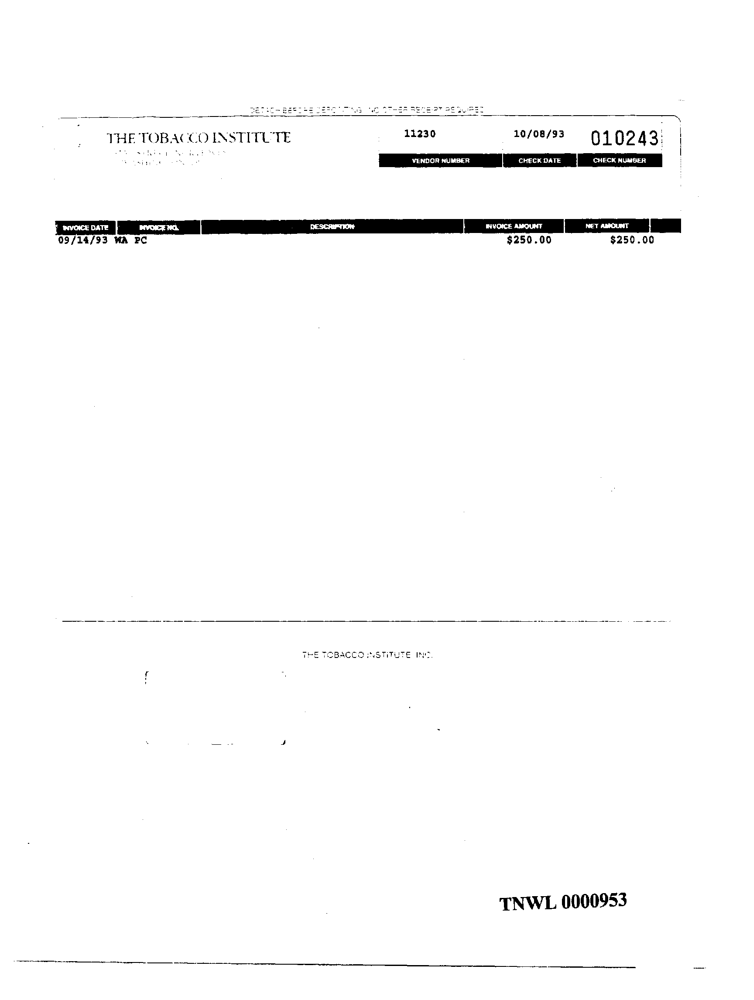 DETACH BEFORE DEPOSITING. NO OTHER RECEIPT REQUIRED
THE TOBACCO INSTITUTE
11230 10/08/93 010243
VENDOR NUMBER CHECK DATE CHECK NUMBER
INVOICE DATE INVOICE NO. DESCRIPTION INVOICE AMOUNT NET AMOUNT
09/14/93 WA PC $250.00 $250.00
THE TOBACCO INSTITUTE INC.
TNWL 0000953